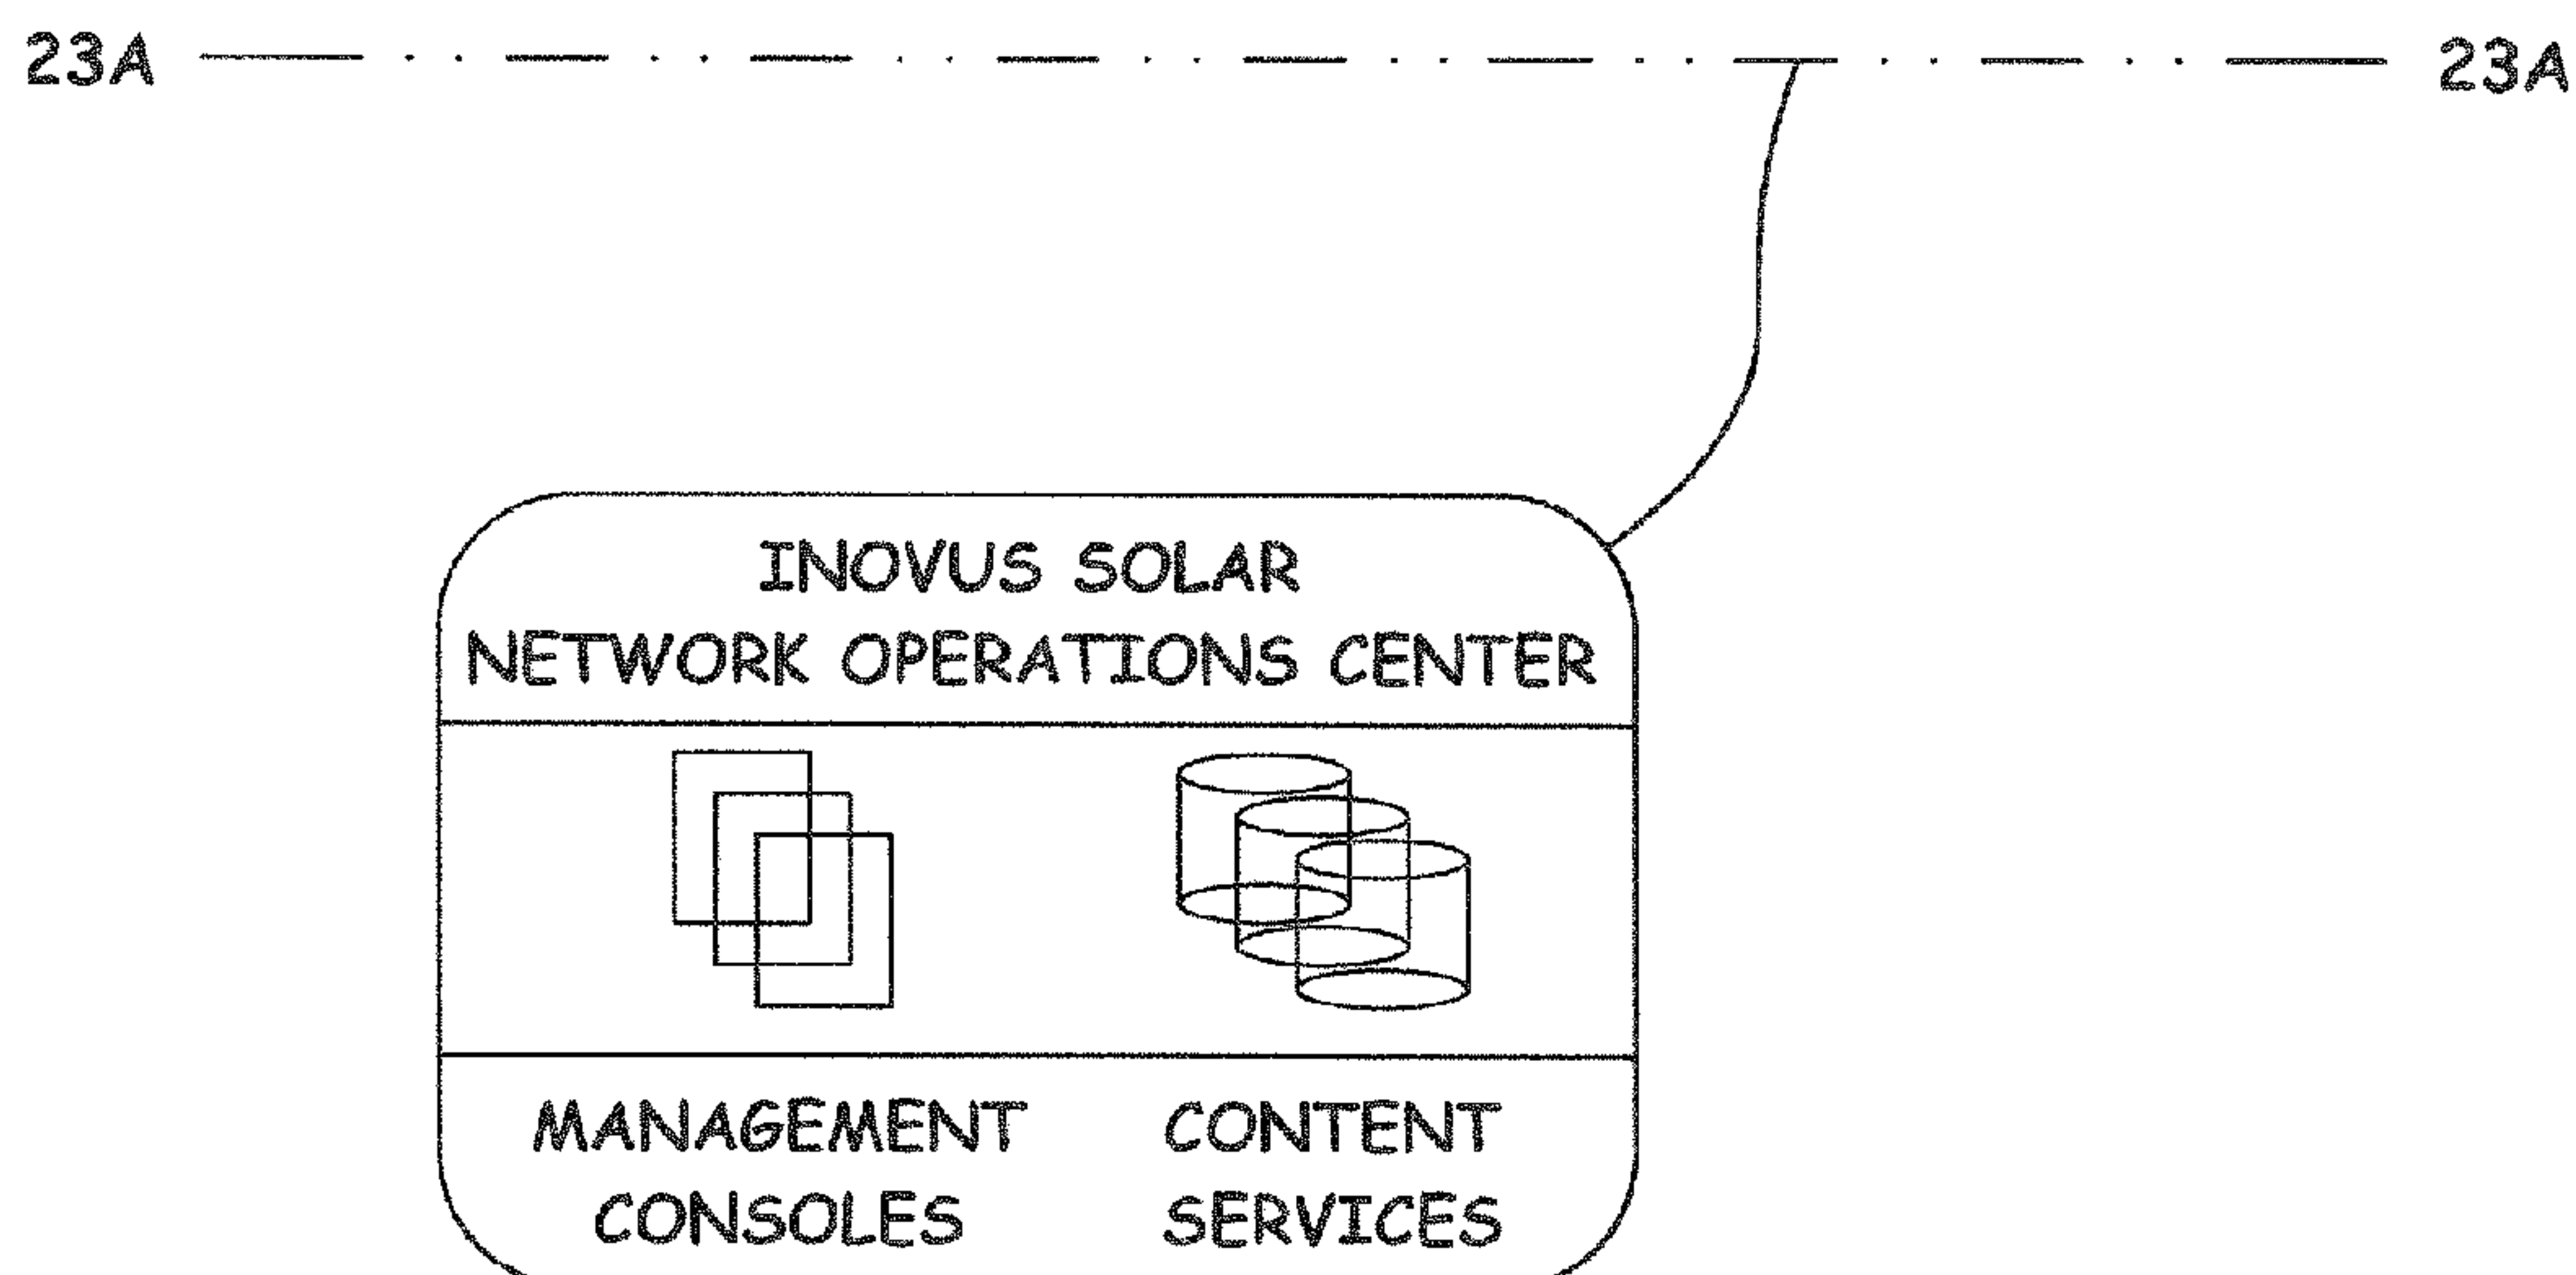 23A 23A
INOVUS SOLAR
NETWORK OPERATIONS CENTER
MANAGEMENT CONTENT
CONSOLES SERVICES